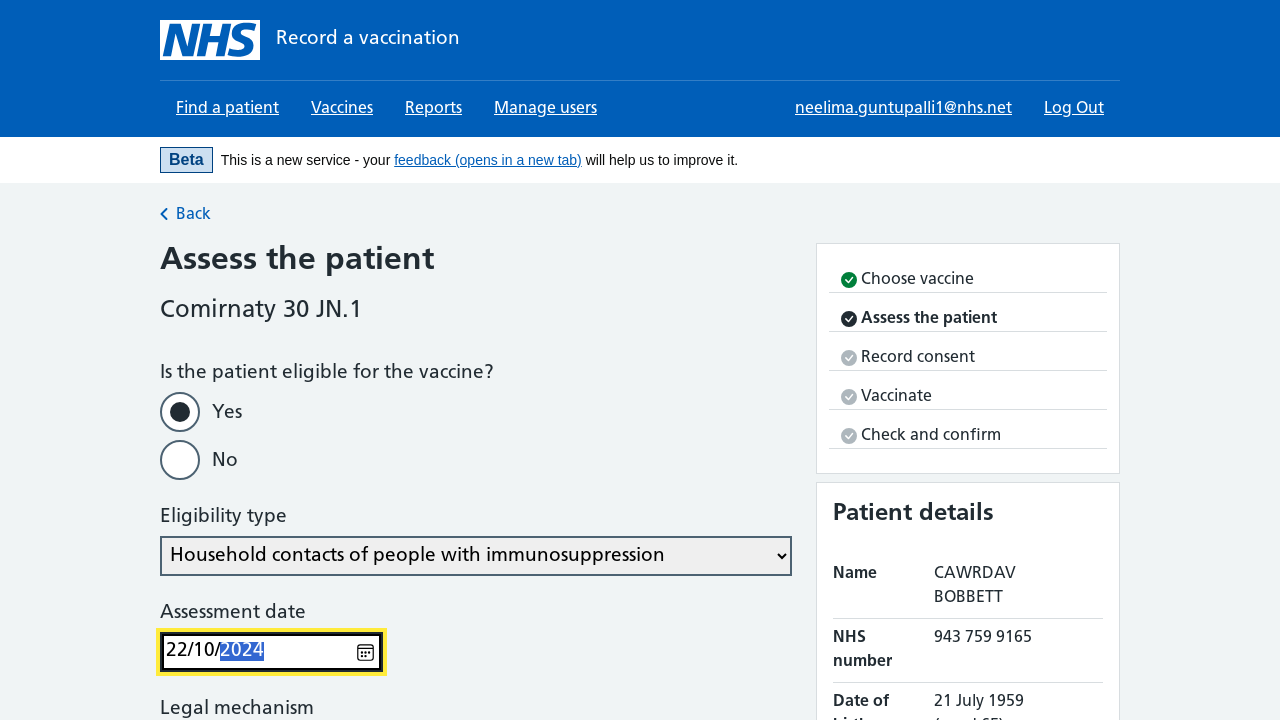 NHS Record a vaccination
Find a patient Vaccines Reports Manage users neelima.guntupalli1@nhs.net Log Out
Beta This is a new service - your feedback (opens in a new tab) will help us to improve it.
Back
Assess the patient
Comirnaty 30 JN.1
Is the patient eligible for the vaccine?
Yes
No
Eligibility type
Household contacts of people with immunosuppression
Assessment date
22/10/2024
Legal mechanism
Choose vaccine
Assess the patient
Record consent
Vaccinate
Check and confirm
Patient details
Name CAWRDAV
BOBBETT
NHS 943 759 9165
number
Date of 21 July 1959